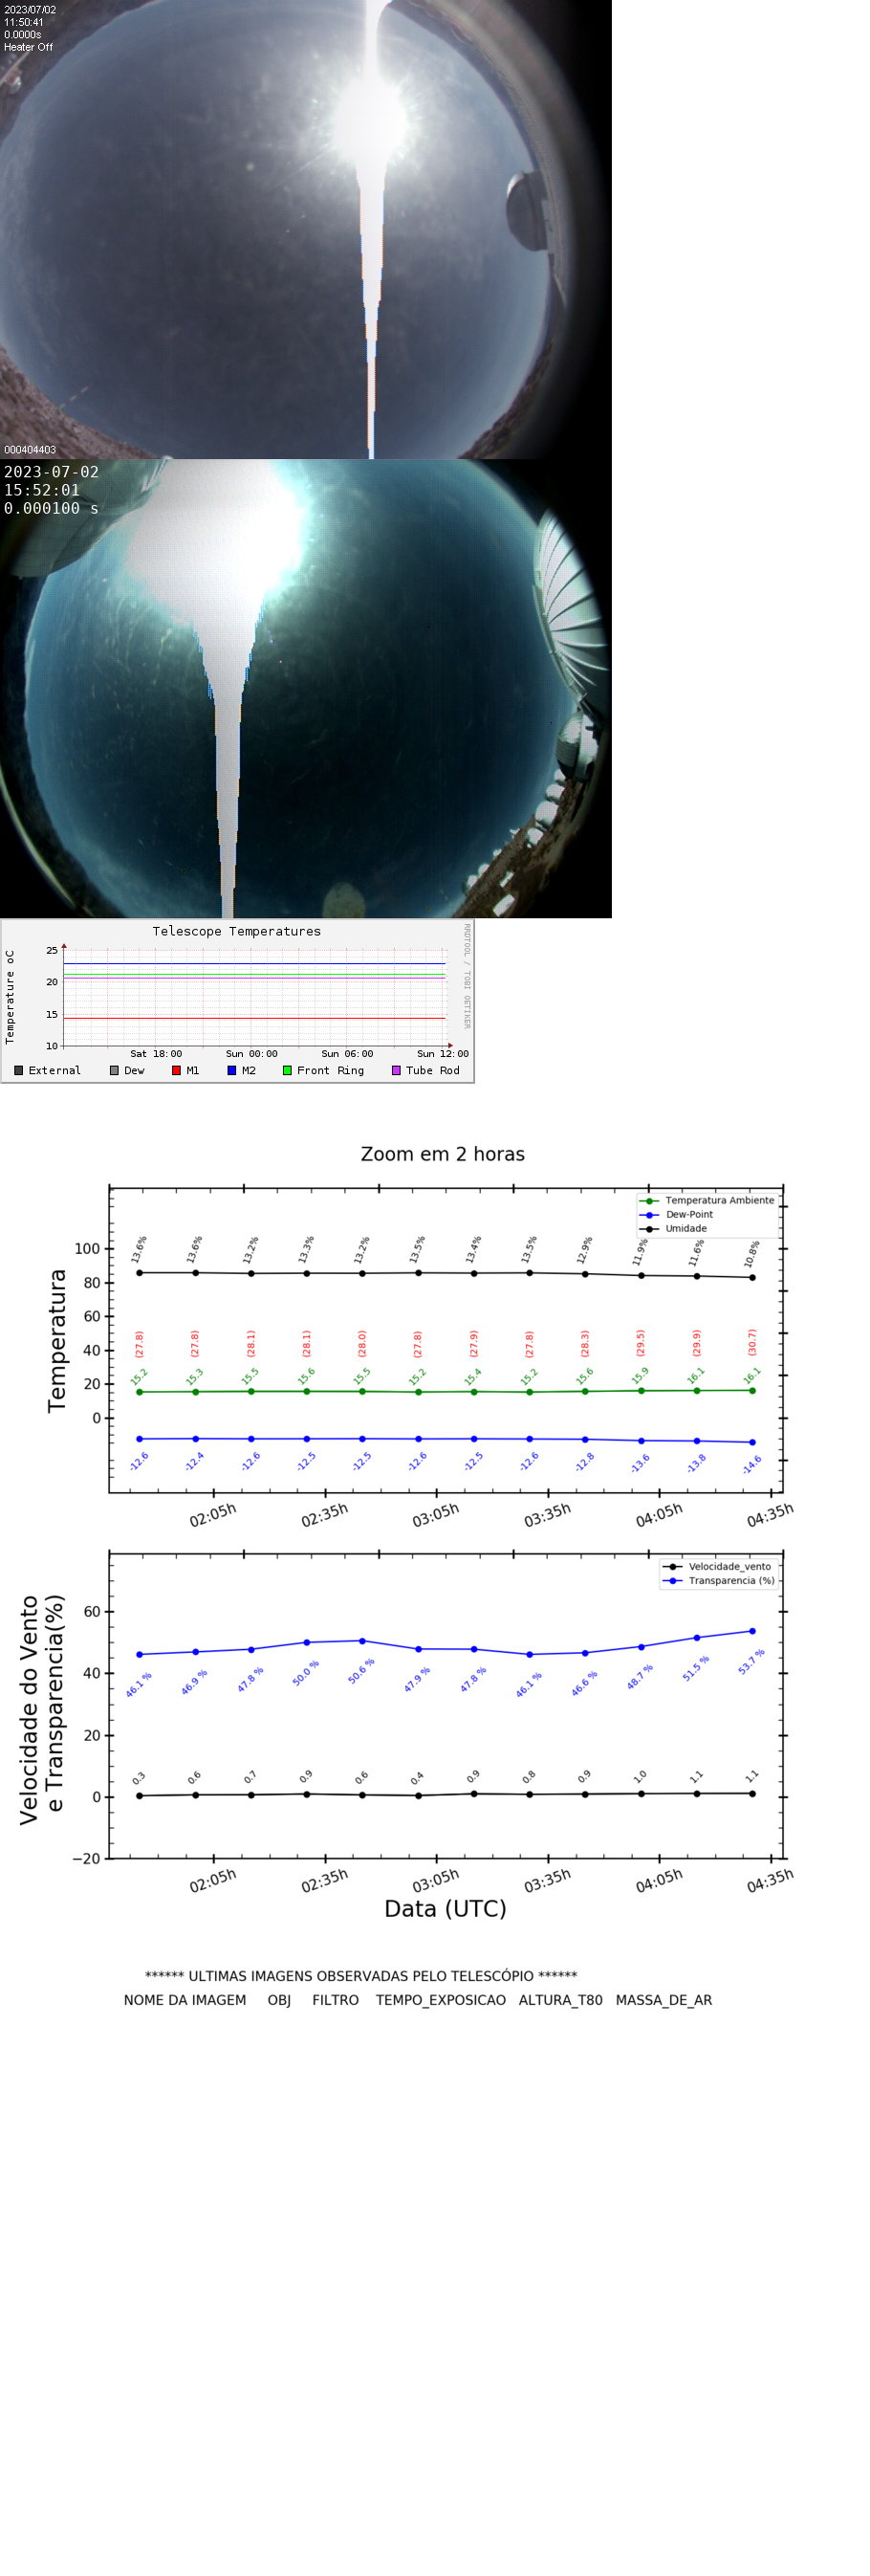 2023/07/02
11:50:41
0.0000s
Heater Off
000404403
2023-07-02
15:52:01
0.000100 s
Telescope Temperatures
RRDTOOL / TOBI OETIKER
Temperature oC
25
20
15
10
Sat 18:00 Sun 00:00 Sun 06:00 Sun 12:00
External Dew M1 M2 Front Ring Tube Rod
Zoom em 2 horas
Temperatura Ambiente
Dew-Point
Umidade
Temperatura
100
80
60
40
20
0
13.6% 13.6% 13.2% 13.3% 13.2% 13.5% 13.4% 13.5% 12.9% 11.9% 11.6% 10.8%
(27.8) (27.8) (28.1) (28.1) (28.0) (27.8) (27.9) (27.8) (28.3) (29.5) (29.9) (30.7)
15.2 15.3 15.5 15.6 15.5 15.2 15.4 15.2 15.6 15.9 16.1 16.1
-12.6 -12.4 -12.6 -12.5 -12.5 -12.6 -12.5 -12.6 -12.8 -13.6 -13.8 -14.6
02:05h 02:35h 03:05h 03:35h 04:05h 04:35h
Velocidade_vento
Transparencia (%)
Velocidade do Vento
e Transparencia(%)
60
40
20
0
−20
46.1 % 46.9 % 47.8 % 50.0 % 50.6 % 47.9 % 47.8 % 46.1 % 46.6 % 48.7 % 51.5 % 53.7 %
0.3 0.6 0.7 0.9 0.6 0.4 0.9 0.8 0.9 1.0 1.1 1.1
02:05h 02:35h 03:05h 03:35h 04:05h 04:35h
Data (UTC)
****** ULTIMAS IMAGENS OBSERVADAS PELO TELESCÓPIO ******
NOME DA IMAGEM OBJ FILTRO TEMPO_EXPOSICAO ALTURA_T80 MASSA_DE_AR